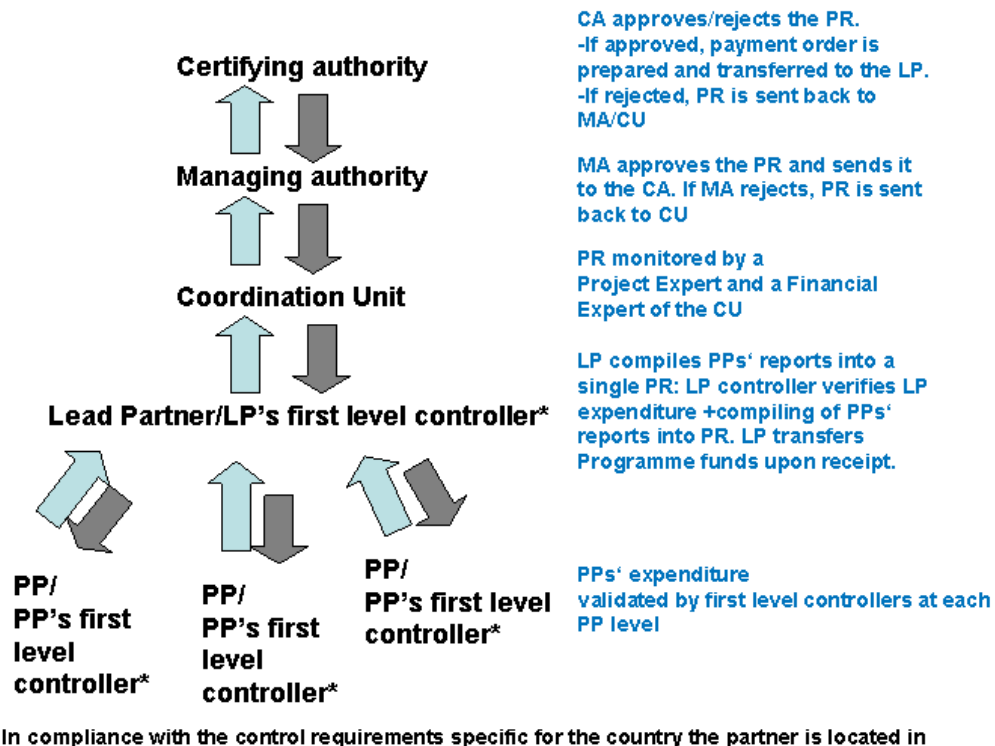 CA approves/rejects the PR.
-If approved, payment order is
prepared and transferred to the LP.
-If rejected, PR is sent back to
MA/CU
Certifying authority
MA approves the PR and sends it
to the CA. If MA rejects, PR is sent
back to CU
Managing authority
PR monitored by a
Project Expert and a Financial
Expert of the CU
Coordination Unit
LP compiles PPs‘ reports into a
single PR: LP controller verifies LP
expenditure +compiling of PPs‘
reports into PR. LP transfers
Programme funds upon receipt.
Lead Partner/LP’s first level controller*
PP/
PP’s first
level
controller*
PP/
PP’s first
level
controller*
PP/
PP’s first level
controller*
PPs‘ expenditure
validated by first level controllers at each
PP level
In compliance with the control requirements specific for the country the partner is located in